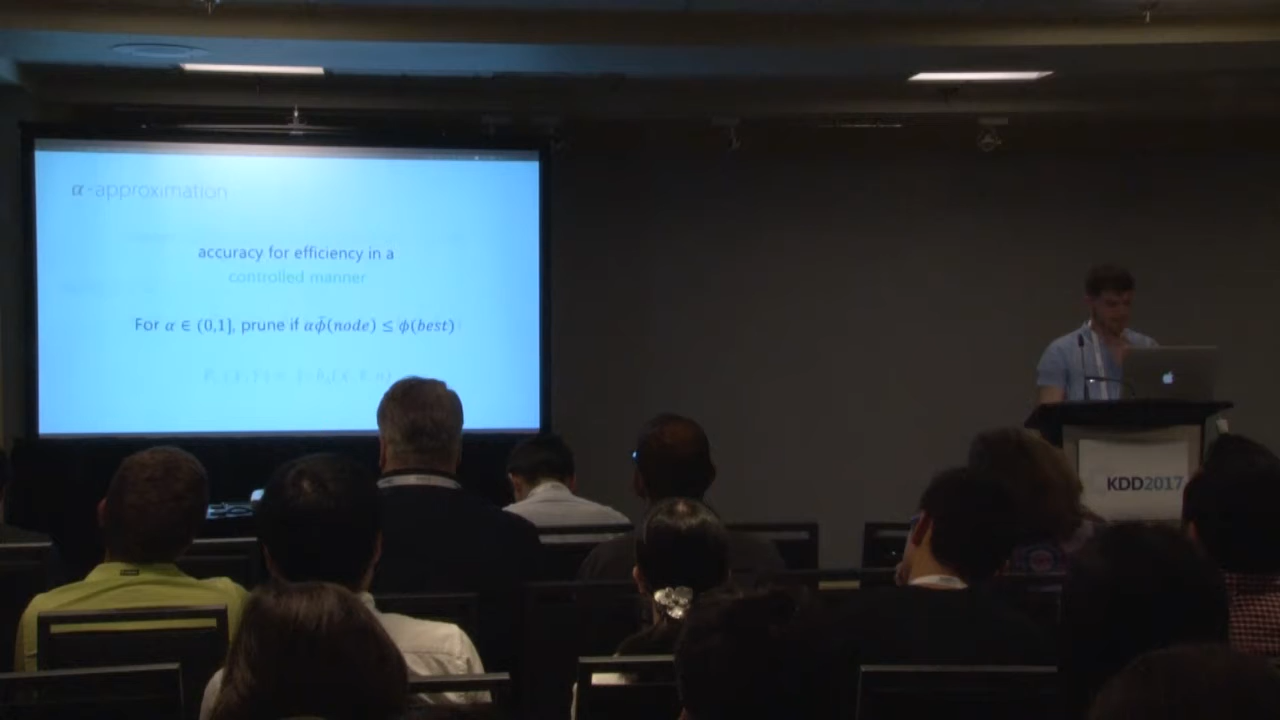 α-approximation
accuracy for efficiency in a
controlled manner
For α ∈ (0,1], prune if αϕ̄(node) ≤ ϕ(best)
KDD2017